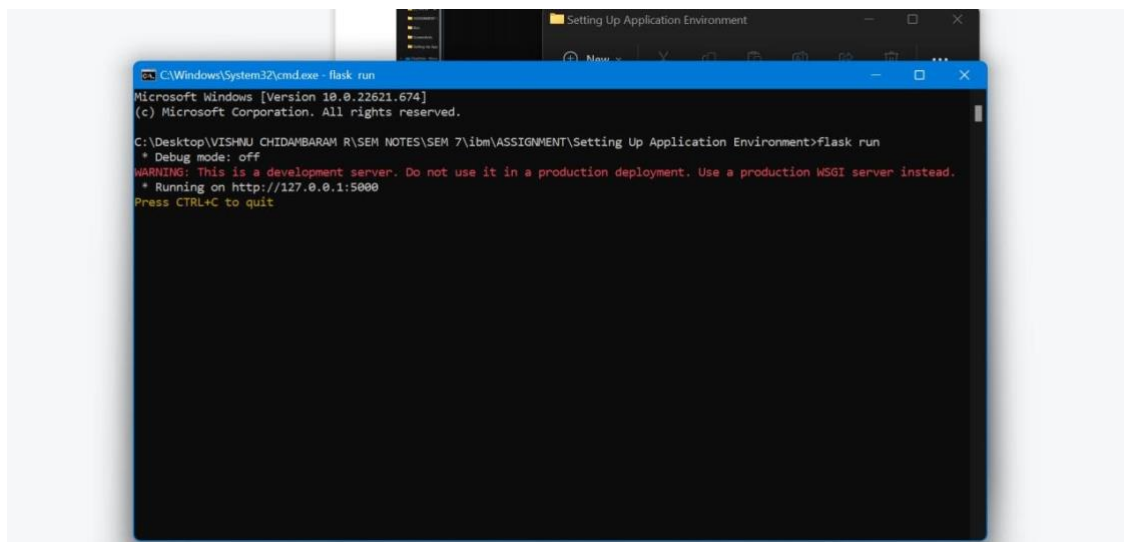 Setting Up Application Environment
New
C:\Windows\System32\cmd.exe - flask run
Microsoft Windows [Version 10.0.22621.674]
(c) Microsoft Corporation. All rights reserved.
C:\Desktop\VISHNU CHIDAMBARAM R\SEM NOTES\SEM 7\ibm\ASSIGNMENT\Setting Up Application Environment>flask run
* Debug mode: off
WARNING: This is a development server. Do not use it in a production deployment. Use a production WSGI server instead.
* Running on http://127.0.0.1:5000
Press CTRL+C to quit